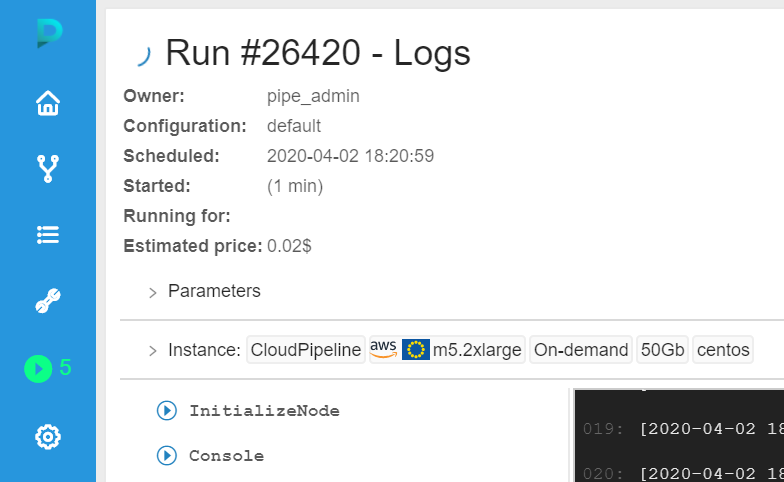 Run #26420 - Logs
Owner: pipe_admin
Configuration: default
Scheduled: 2020-04-02 18:20:59
Started: (1 min)
Running for:
Estimated price: 0.02$
Parameters
Instance: CloudPipeline aws m5.2xlarge On-demand 50Gb centos
5
InitializeNode
019: [2020-04-02 18
Console
020: [2020-04-02 18